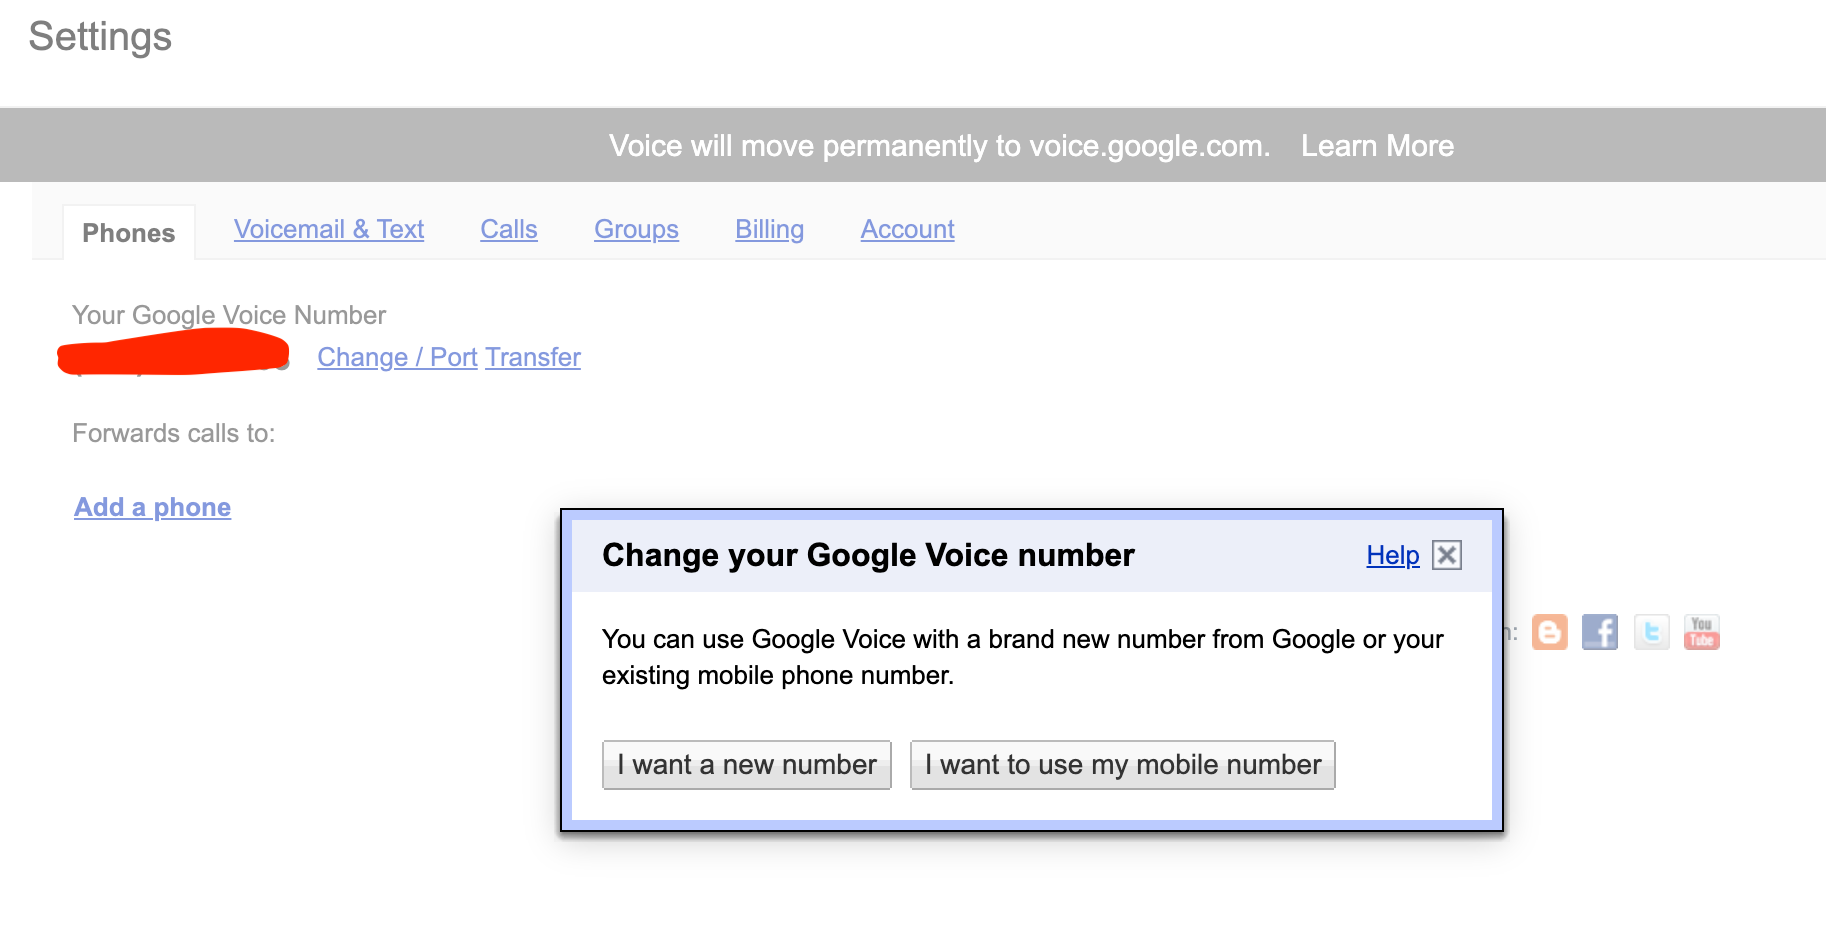 Settings
Voice will move permanently to voice.google.com. Learn More
Phones Voicemail & Text Calls Groups Billing Account
Your Google Voice Number
Change / Port Transfer
Forwards calls to:
Add a phone
Change your Google Voice number Help
You can use Google Voice with a brand new number from Google or your
existing mobile phone number.
I want a new number I want to use my mobile number
You
Tube